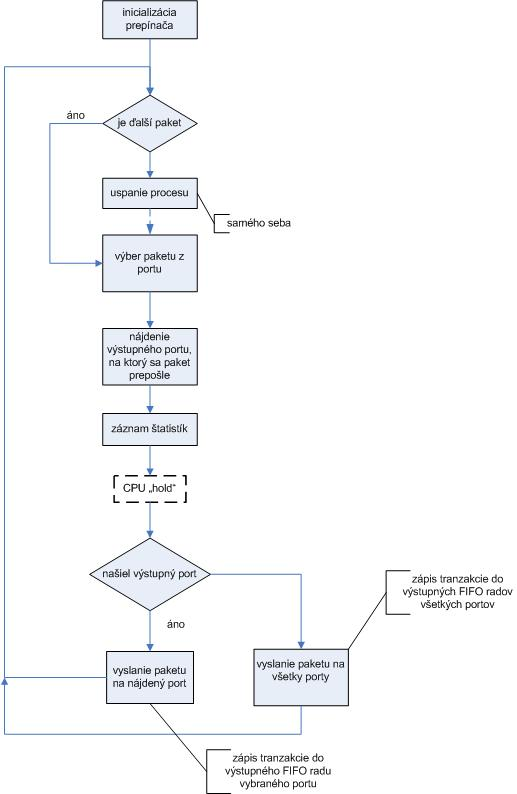 inicializácia
prepínača
áno
je ďalší paket
uspanie procesu
samého seba
výber paketu z
portu
nájdenie
výstupného portu,
na ktorý sa paket
prepošle
záznam štatistík
CPU „hold“
našiel výstupný port
áno
zápis tranzakcie do
výstupných FIFO radov
všetkých portov
vyslanie paketu
na nájdený port
vyslanie paketu na
všetky porty
zápis tranzakcie do
výstupného FIFO radu
vybraného portu